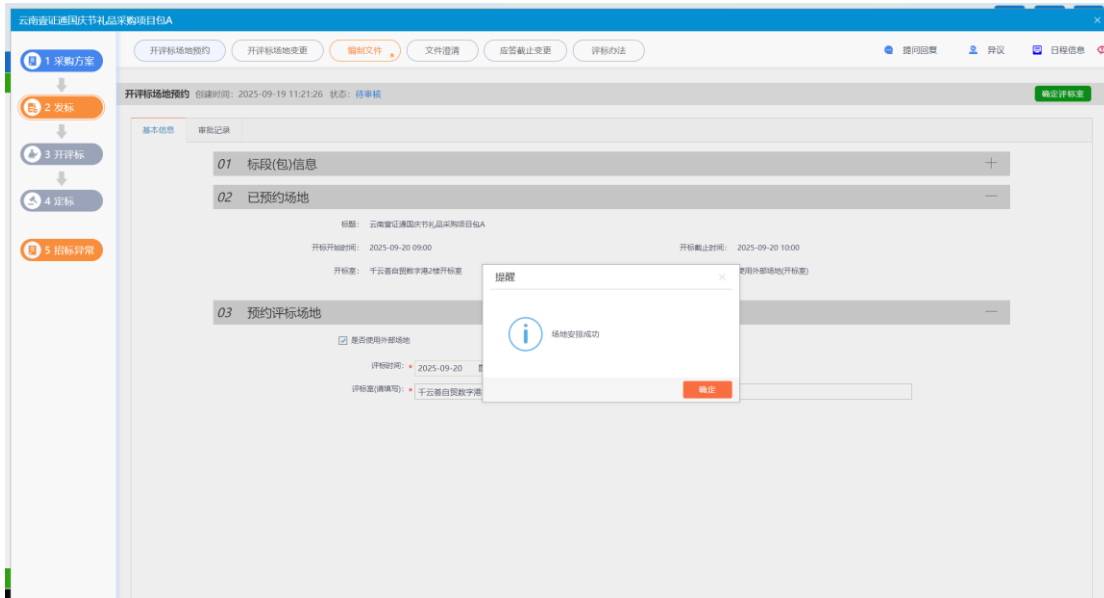 云南壹证通国庆节礼品采购项目包A
1 采购方案
2 发标
3 开评标
4 定标
5 招标异常
开评标场地预约 开评标场地变更 编制文件 文件澄清 应答截止变更 评标办法 提问回复 异议 日程信息
开评标场地预约 创建时间: 2025-09-19 11:21:26 状态: 待审核 确定评标室
基本信息 审批记录
01 标段(包)信息
02 已预约场地
标题: 云南壹证通国庆节礼品采购项目包A
开标开始时间: 2025-09-20 09:00 开标截止时间: 2025-09-20 10:00
开标室: 千云荟自贸数字港2楼开标室 使用外部场地(开标室)
提醒
场地安排成功
确定
03 预约评标场地
是否使用外部场地
评标时间: * 2025-09-20
评标室(请填写): * 千云荟自贸数字港